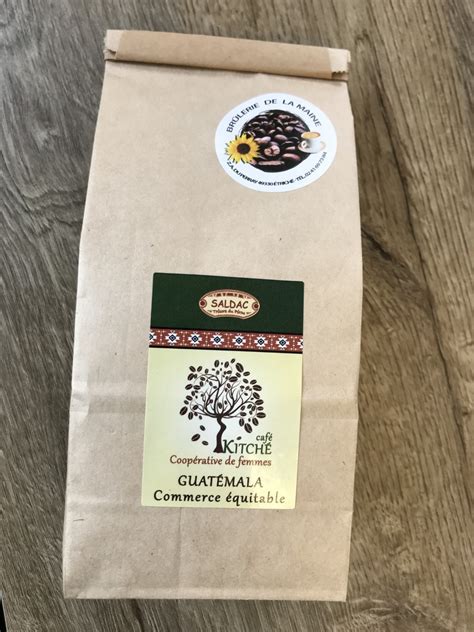 BRÛLERIE DE LA MAINE
SALDAC
café
KITCHÉ
Coopérative de femmes
GUATÉMALA
Commerce équitable